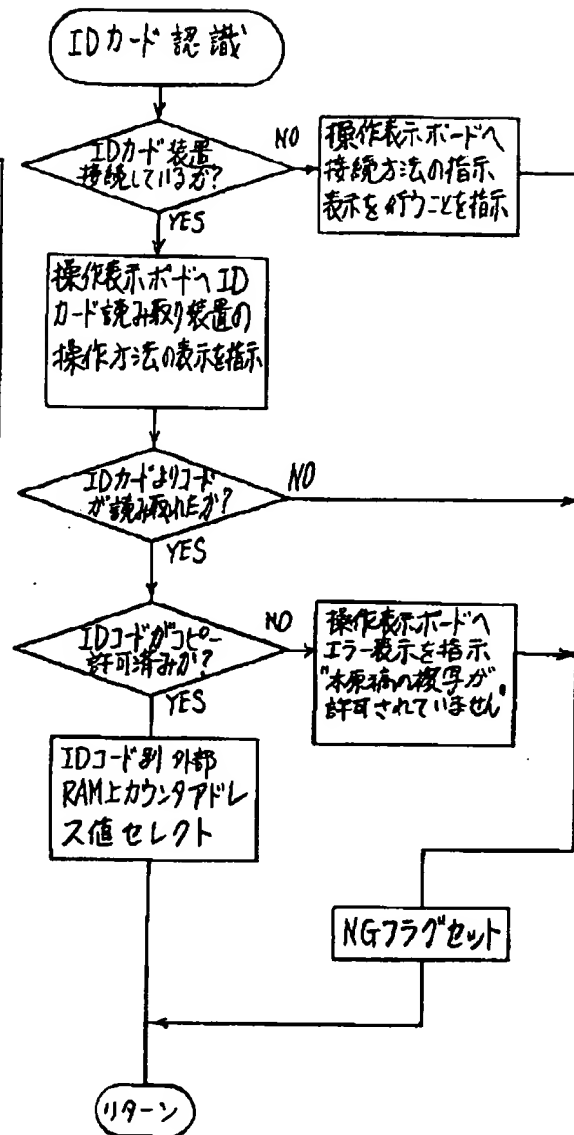 IDカード 認識
IDカード装置
接続しているか?
NO
操作表示ボードへ
接続方法の指示
表示を行うことを指示
YES
操作表示ボードへID
カード読み取り装置の
操作方法の表示を指示
IDカードよりコード
が読み取れたか?
NO
YES
IDコードがコピー
許可済みか?
NO
操作表示ボードへ
エラー表示を指示
"本原稿の複写が
許可されていません"
YES
IDコード別 外部
RAM上カウンタアドレ
ス値セレクト
NGフラグセット
リターン